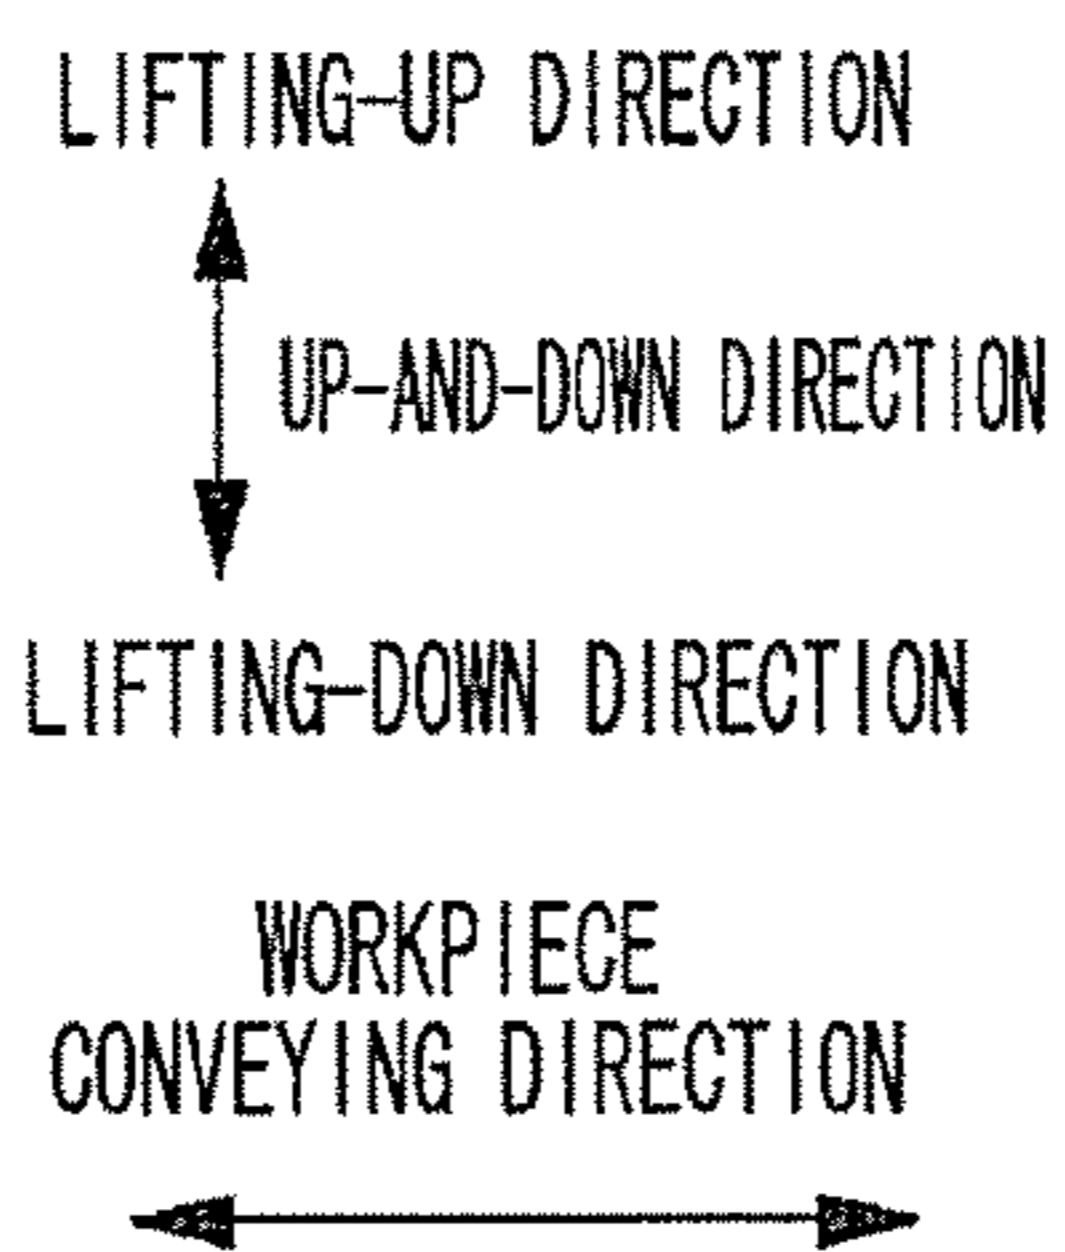 LIFTING-UP DIRECTION
UP-AND-DOWN DIRECTION
LIFTING-DOWN DIRECTION
WORKPIECE
CONVEYING DIRECTION